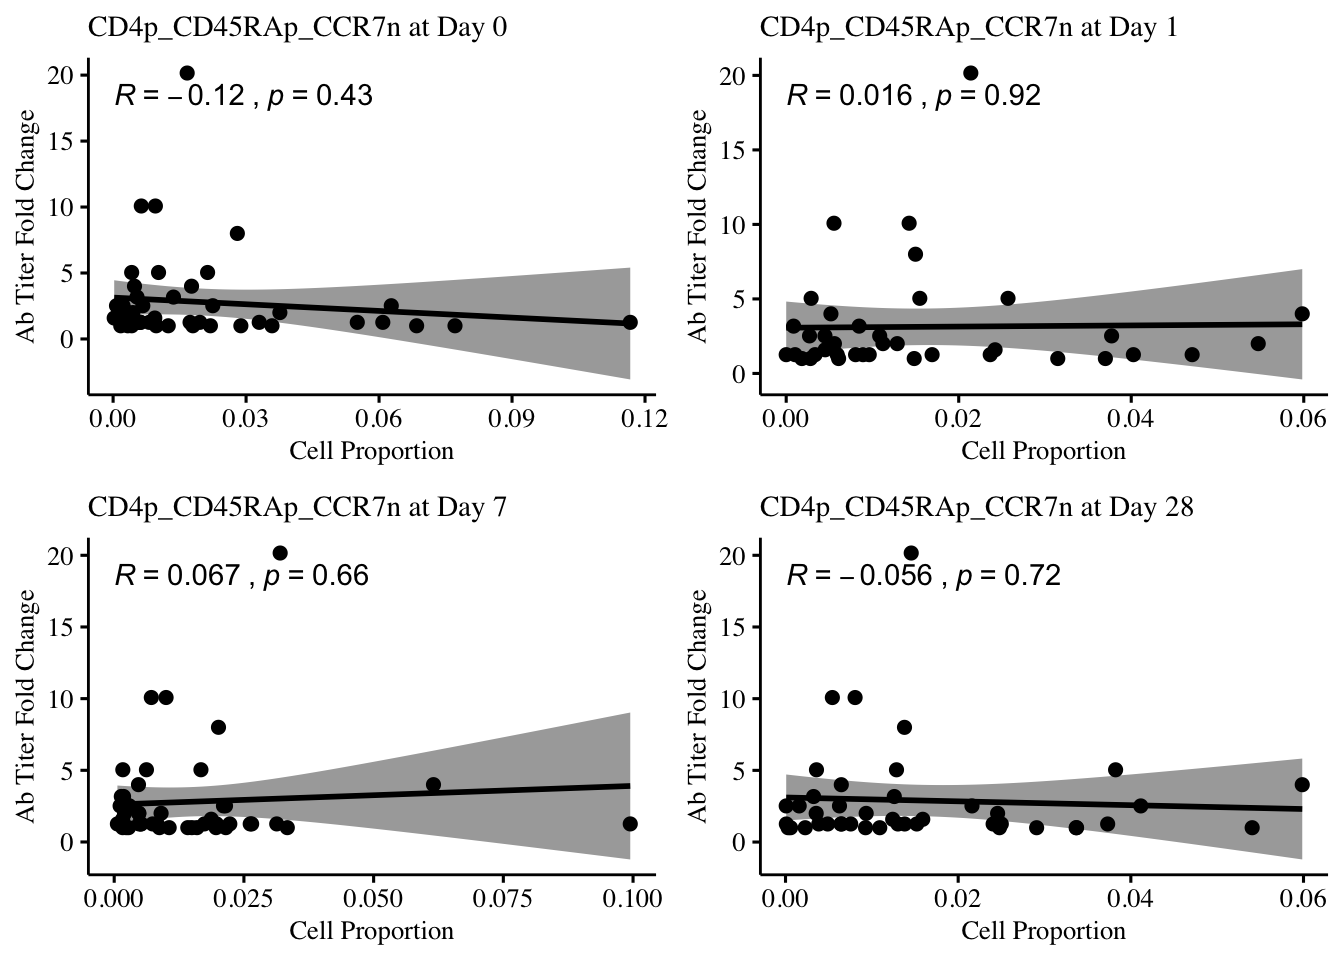 CD4p_CD45RAp_CCR7n at Day 0
R = −0.12 , p = 0.43
Ab Titer Fold Change
20
15
10
5
0
0.00 0.03 0.06 0.09 0.12
Cell Proportion
CD4p_CD45RAp_CCR7n at Day 1
R = 0.016 , p = 0.92
Ab Titer Fold Change
20
15
10
5
0
0.00 0.02 0.04 0.06
Cell Proportion
CD4p_CD45RAp_CCR7n at Day 7
R = 0.067 , p = 0.66
Ab Titer Fold Change
20
15
10
5
0
0.000 0.025 0.050 0.075 0.100
Cell Proportion
CD4p_CD45RAp_CCR7n at Day 28
R = −0.056 , p = 0.72
Ab Titer Fold Change
20
15
10
5
0
0.00 0.02 0.04 0.06
Cell Proportion